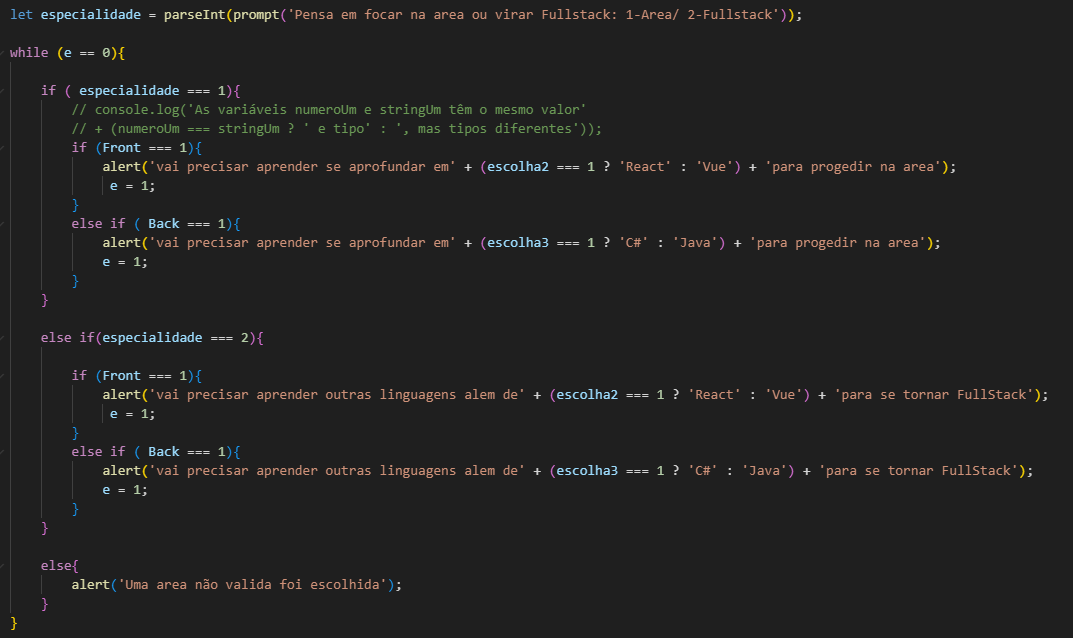 let especialidade = parseInt(prompt('Pensa em focar na area ou virar Fullstack: 1-Area/ 2-Fullstack'));
while (e == 0){
if ( especialidade === 1){
// console.log('As variáveis numeroUm e stringUm têm o mesmo valor'
// + (numeroUm === stringUm ? ' e tipo' : ', mas tipos diferentes'));
if (Front === 1){
alert('vai precisar aprender se aprofundar em' + (escolha2 === 1 ? 'React' : 'Vue') + 'para progedir na area');
e = 1;
}
else if ( Back === 1){
alert('vai precisar aprender se aprofundar em' + (escolha3 === 1 ? 'C#' : 'Java') + 'para progedir na area');
e = 1;
}
}
else if(especialidade === 2){
if (Front === 1){
alert('vai precisar aprender outras linguagens alem de' + (escolha2 === 1 ? 'React' : 'Vue') + 'para se tornar FullStack');
e = 1;
}
else if ( Back === 1){
alert('vai precisar aprender outras linguagens alem de' + (escolha3 === 1 ? 'C#' : 'Java') + 'para se tornar FullStack');
e = 1;
}
}
else{
alert('Uma area não valida foi escolhida');
}
}